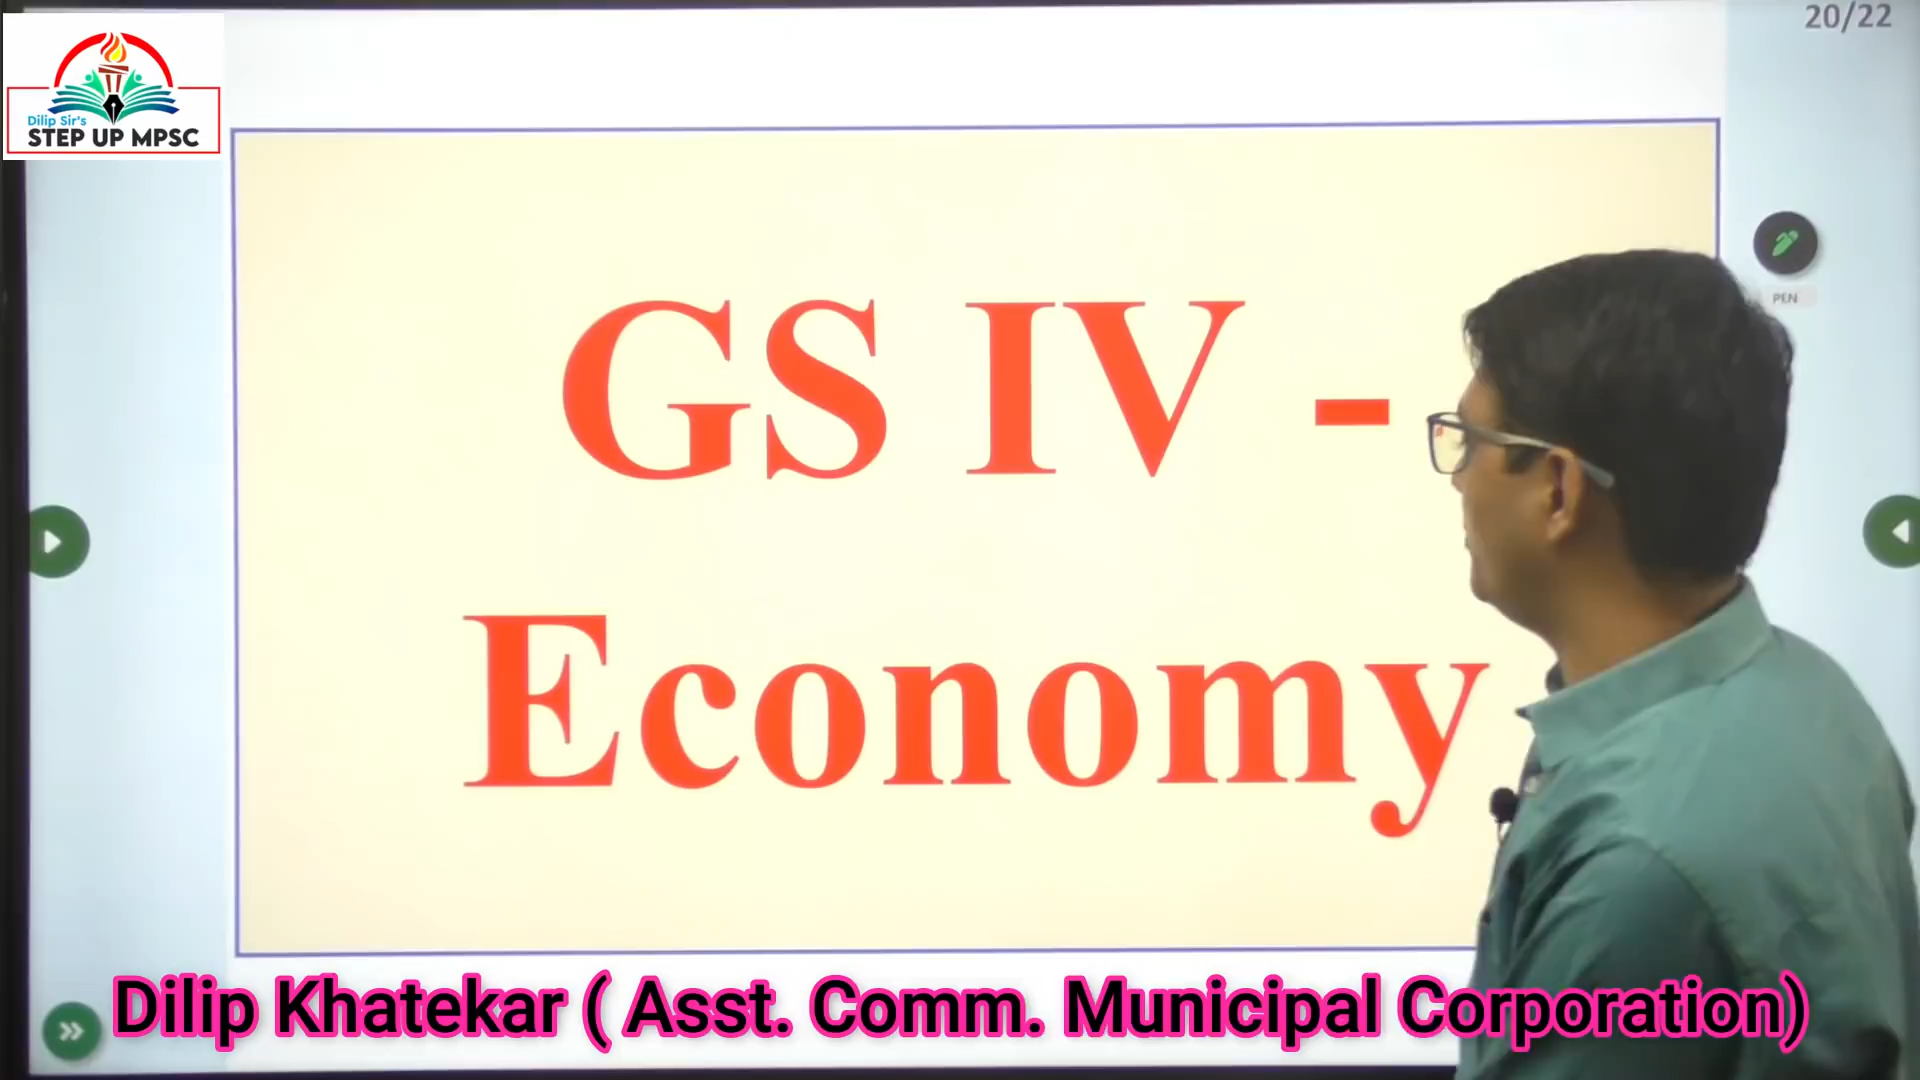 20/22
Dilip Sir's
STEP UP MPSC
GS IV -
PEN
Economy
Dilip Khatekar ( Asst. Comm. Municipal Corporation)